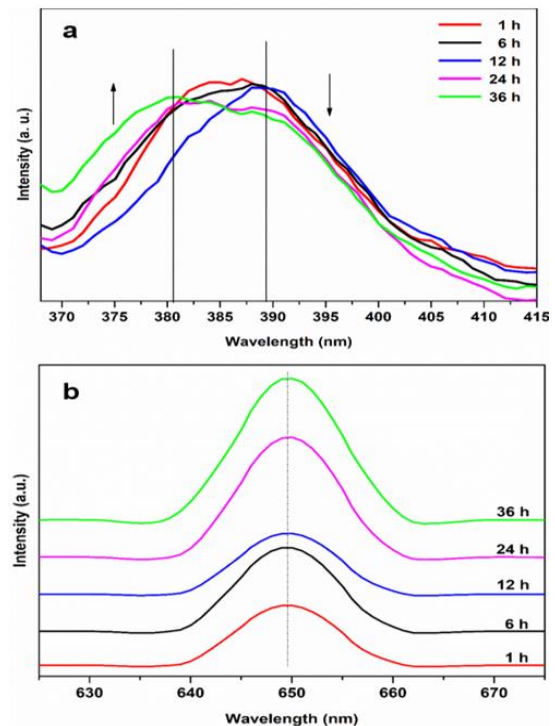 a
1 h
6 h
12 h
24 h
36 h
Intensity (a. u.)
370 375 380 385 390 395 400 405 410 415
Wavelength (nm)
b
36 h
24 h
12 h
6 h
1 h
Intensity (a.u.)
630 640 650 660 670
Wavelength (nm)